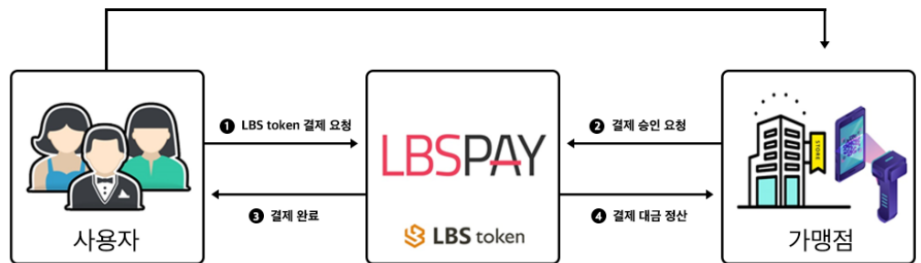 ❶ LBS token 결제 요청
❷ 결제 승인 요청
LBSPAY
STORE
❸ 결제 완료
❹ 결제 대금 정산
LBS token
사용자
가맹점